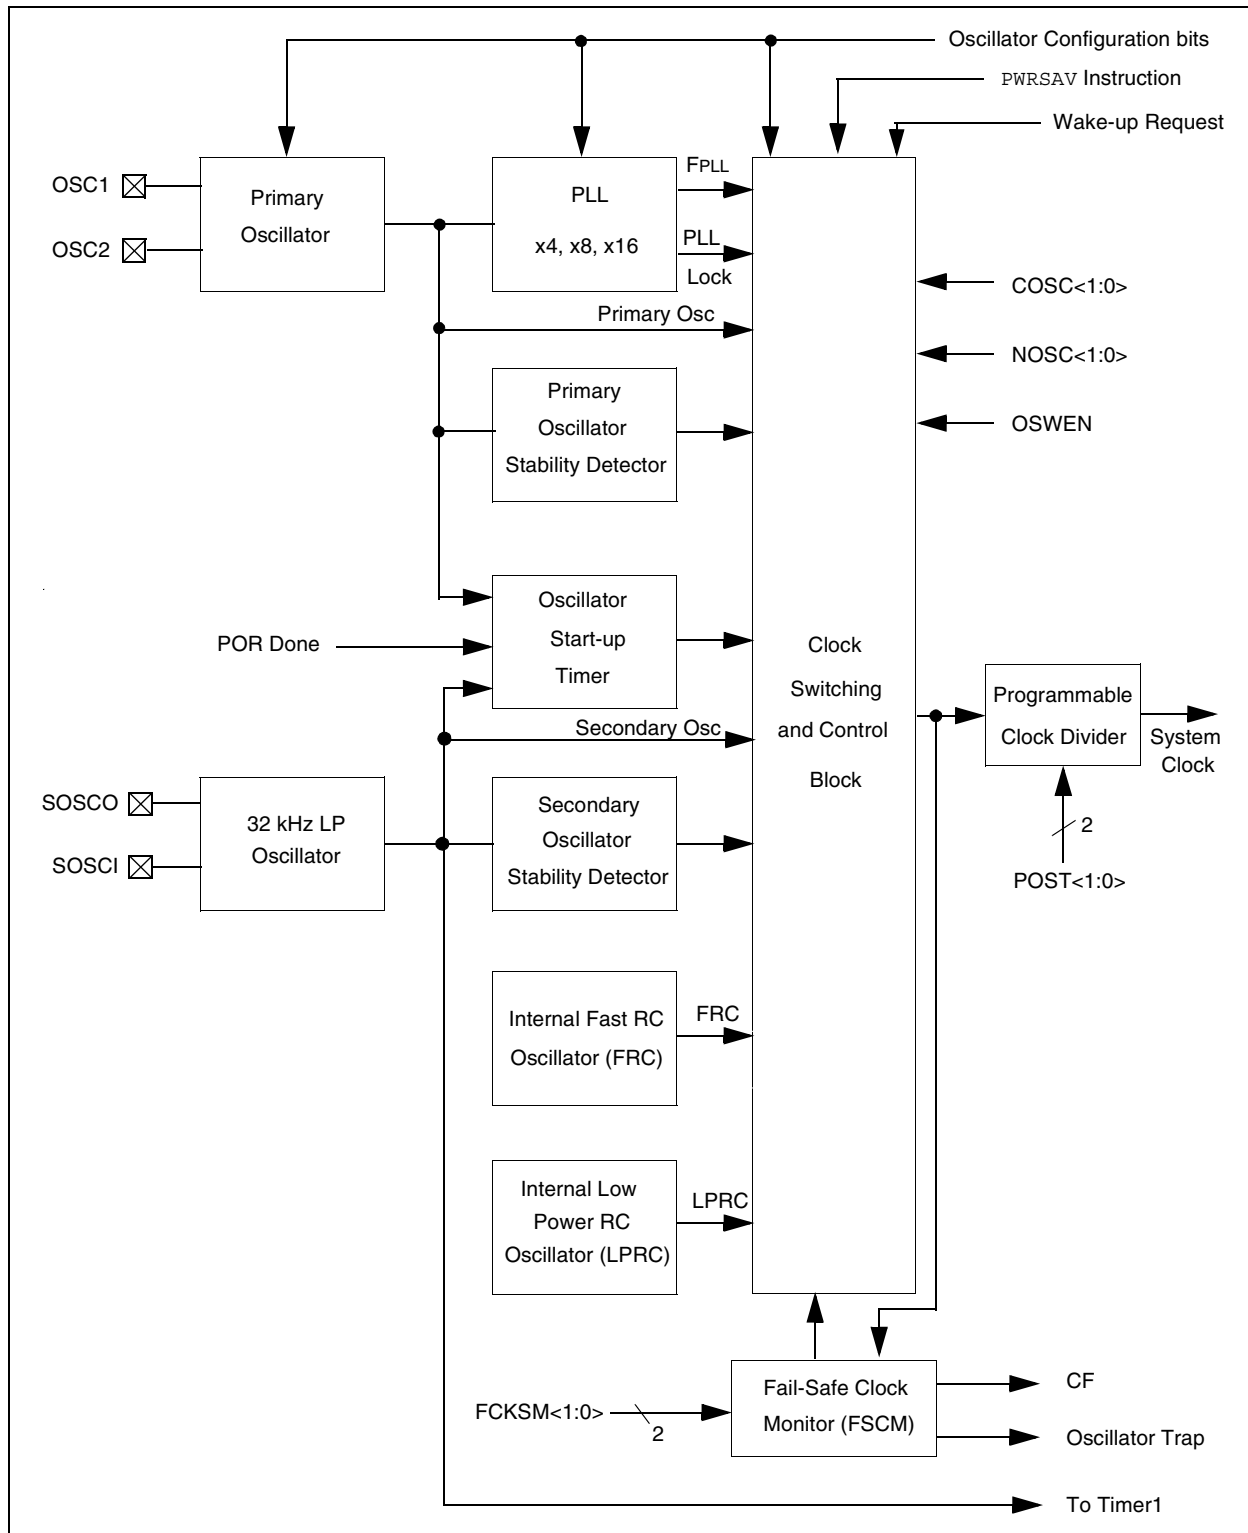 Oscillator Configuration bits
PWRSAV Instruction
Wake-up Request
OSC1
OSC2
Primary
Oscillator
PLL
x4, x8, x16
FPLL
PLL
Lock
Primary Osc
COSC<1:0>
NOSC<1:0>
OSWEN
Primary
Oscillator
Stability Detector
POR Done
Oscillator
Start-up
Timer
Clock
Switching
and Control
Block
Programmable
Clock Divider
System
Clock
2
POST<1:0>
Secondary Osc
SOSCO
SOSCI
32 kHz LP
Oscillator
Secondary
Oscillator
Stability Detector
Internal Fast RC
Oscillator (FRC)
FRC
Internal Low
Power RC
Oscillator (LPRC)
LPRC
FCKSM<1:0>
2
Fail-Safe Clock
Monitor (FSCM)
CF
Oscillator Trap
To Timer1